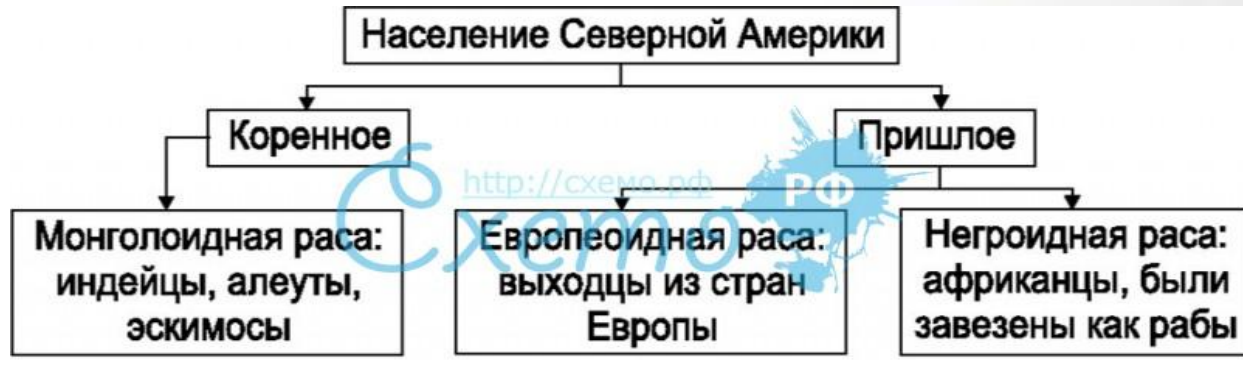 Население Северной Америки
Коренное
Пришлое
Монголоидная раса:
индейцы, алеуты,
эскимосы
Европеоидная раса:
выходцы из стран
Европы
Негроидная раса:
африканцы, были
завезены как рабы
http://схемо.рф
Схемо
РФ